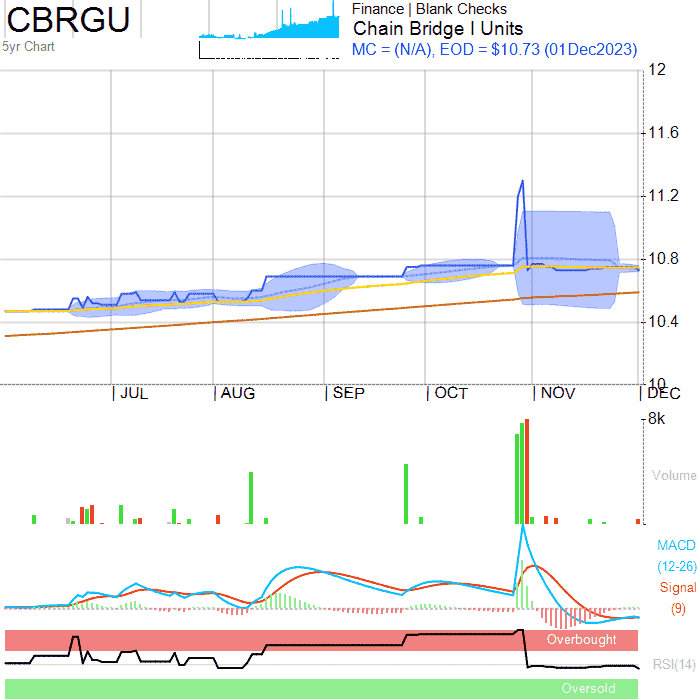 CBRGU
5yr Chart
Finance | Blank Checks
Chain Bridge I Units
MC = (N/A), EOD = $10.73 (01Dec2023)
12
11.6
11.2
10.8
10.4
10
JUL AUG SEP OCT NOV DEC
8k
Volume
MACD
(12-26)
Signal
(9)
Overbought
RSI(14)
Oversold